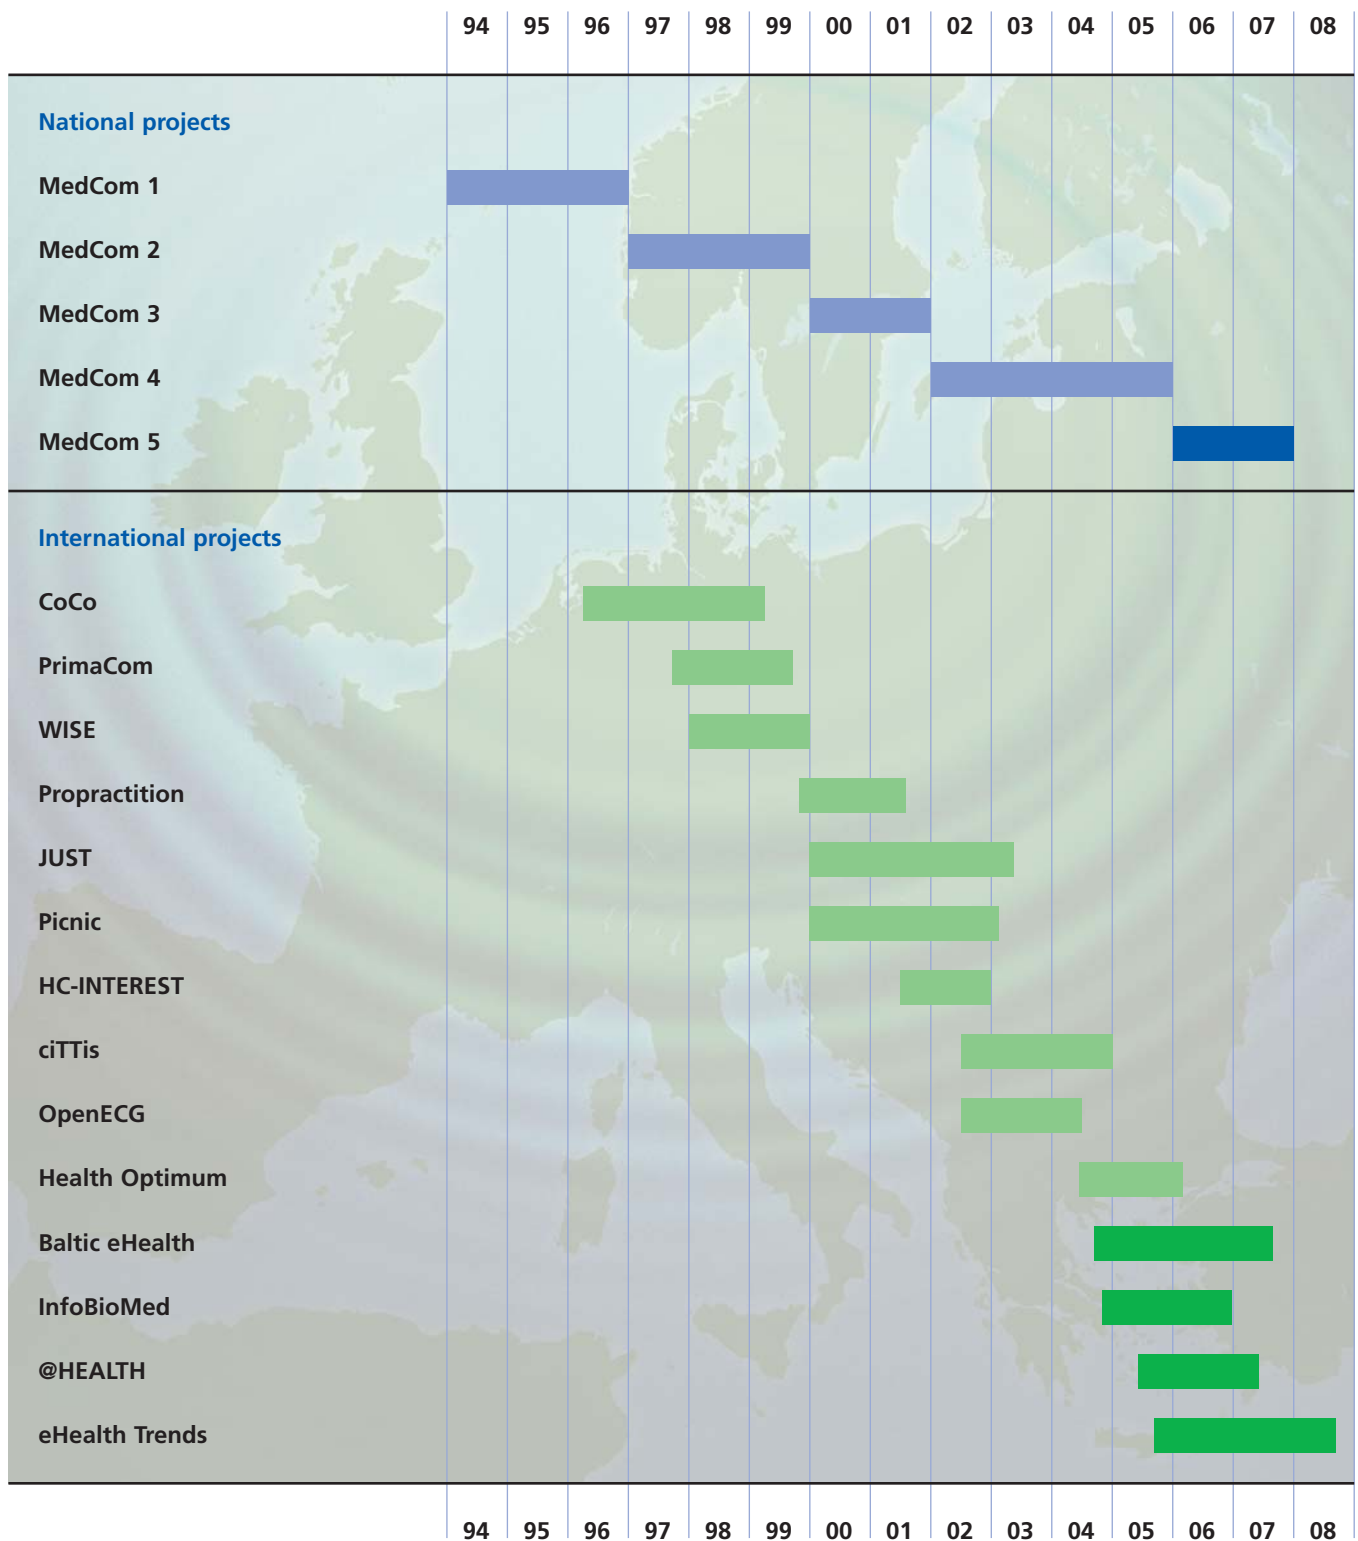 94 95 96 97 98 99 00 01 02 03 04 05 06 07 08
National projects
MedCom 1
MedCom 2
MedCom 3
MedCom 4
MedCom 5
International projects
CoCo
PrimaCom
WISE
Propractition
JUST
Picnic
HC-INTEREST
ciTTis
OpenECG
Health Optimum
Baltic eHealth
InfoBioMed
@HEALTH
eHealth Trends
94 95 96 97 98 99 00 01 02 03 04 05 06 07 08